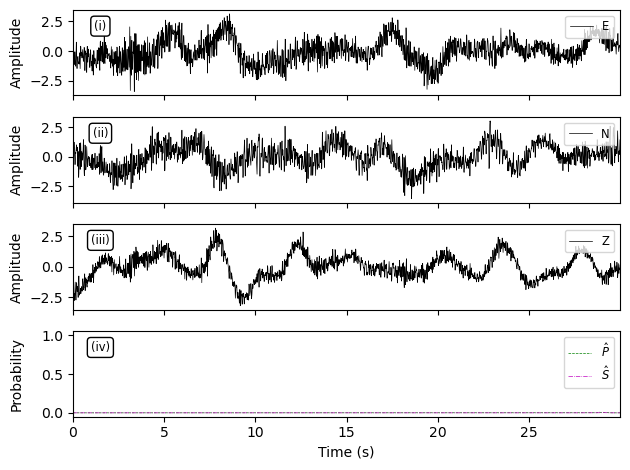 Amplitude
2.5
0.0
−2.5
(i)
E
Amplitude
2.5
0.0
−2.5
(ii)
N
Amplitude
2.5
0.0
−2.5
(iii)
Z
Probability
1.0
0.5
0.0
(iv)
P̂
Ŝ
0 5 10 15 20 25
Time (s)